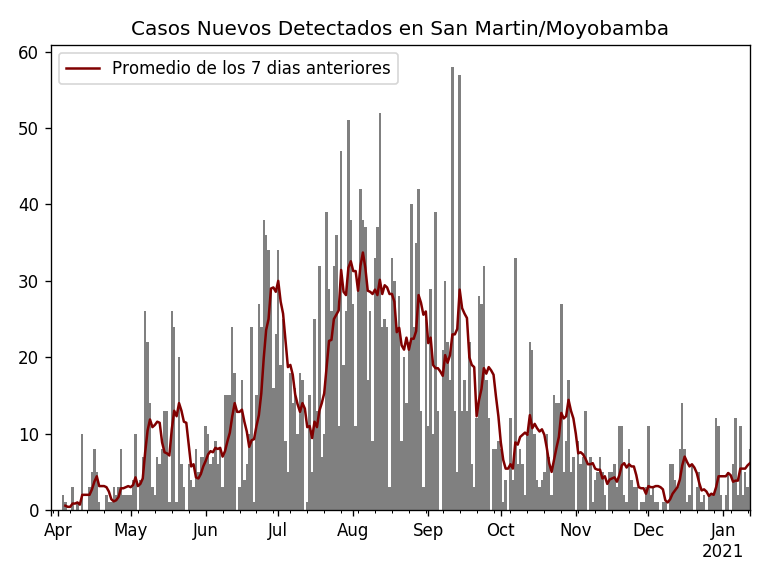 Casos Nuevos Detectados en San Martin/Moyobamba
Promedio de los 7 dias anteriores
60
50
40
30
20
10
0
Apr May Jun Jul Aug Sep Oct Nov Dec Jan
2021